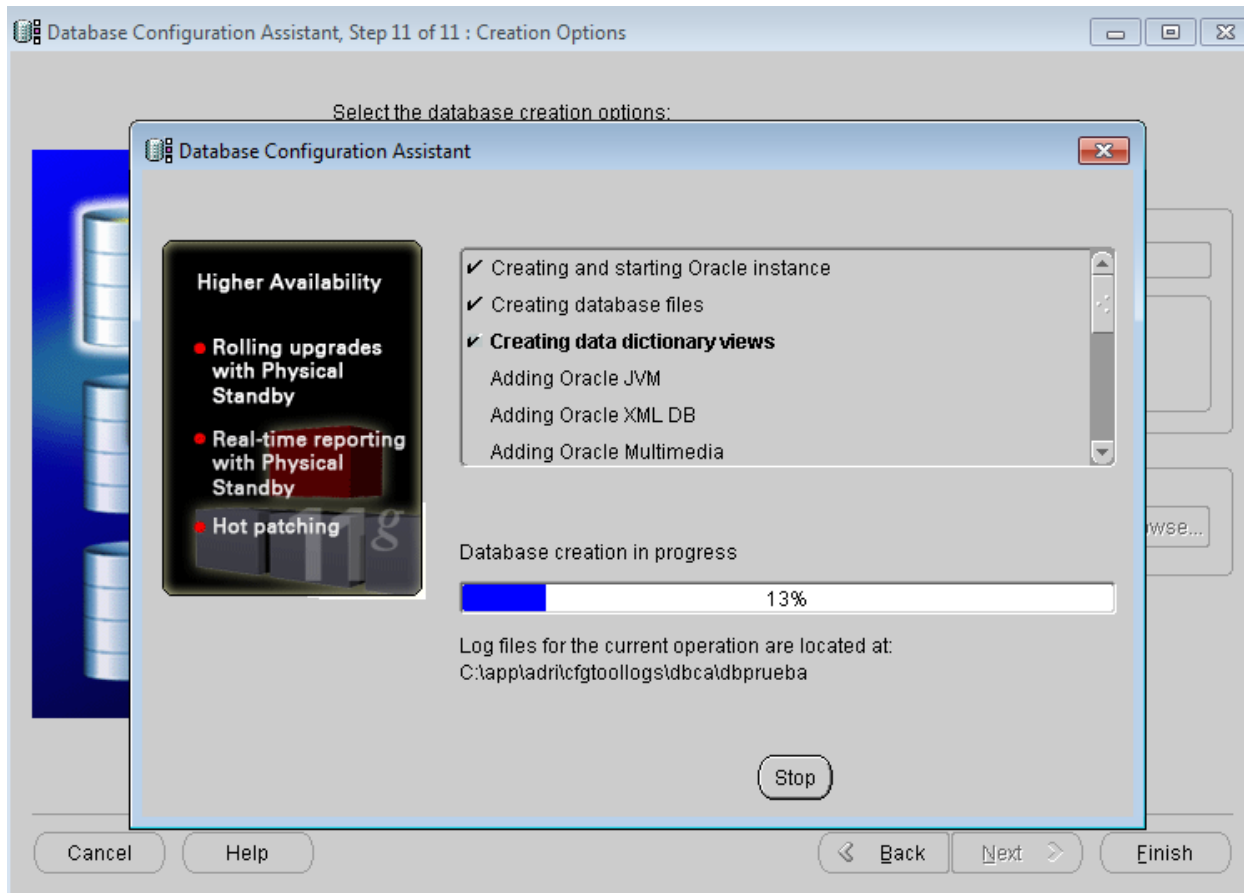 Database Configuration Assistant, Step 11 of 11 : Creation Options
Select the database creation options:
Database Configuration Assistant
Higher Availability
Rolling upgrades
with Physical
Standby
Real-time reporting
with Physical
Standby
Hot patching
11g
Creating and starting Oracle instance
Creating database files
Creating data dictionary views
Adding Oracle JVM
Adding Oracle XML DB
Adding Oracle Multimedia
Database creation in progress
13%
Log files for the current operation are located at:
C:\app\adri\cfgtoollogs\dbca\dbprueba
Stop
Cancel
Help
Back
Next
Finish